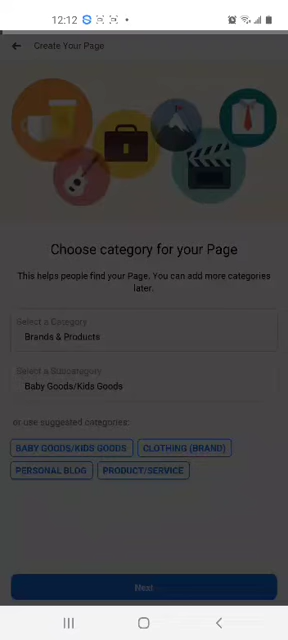 12:12
Create Your Page
Choose category for your Page
This helps people find your Page. You can add more categories
later.
Select a Category
Brands & Products
Select a Subcategory
Baby Goods/Kids Goods
or use suggested categories:
BABY GOODS/KIDS GOODS CLOTHING (BRAND)
PERSONAL BLOG PRODUCT/SERVICE
Next